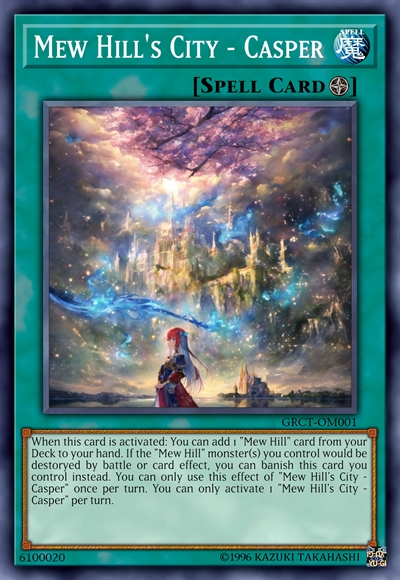 Mew Hill's City - Casper
SPELL
魔
[Spell Card]
GRCT-OM001
When this card is activated: You can add 1 "Mew Hill" card from your
Deck to your hand. If the "Mew Hill" monster(s) you control would be
destoryed by battle or card effect, you can banish this card you
control instead. You can only use this effect of "Mew Hill's City -
Casper" once per turn. You can only activate 1 "Mew Hill's City -
Casper" per turn.
6100020
©1996 KAZUKI TAKAHASHI